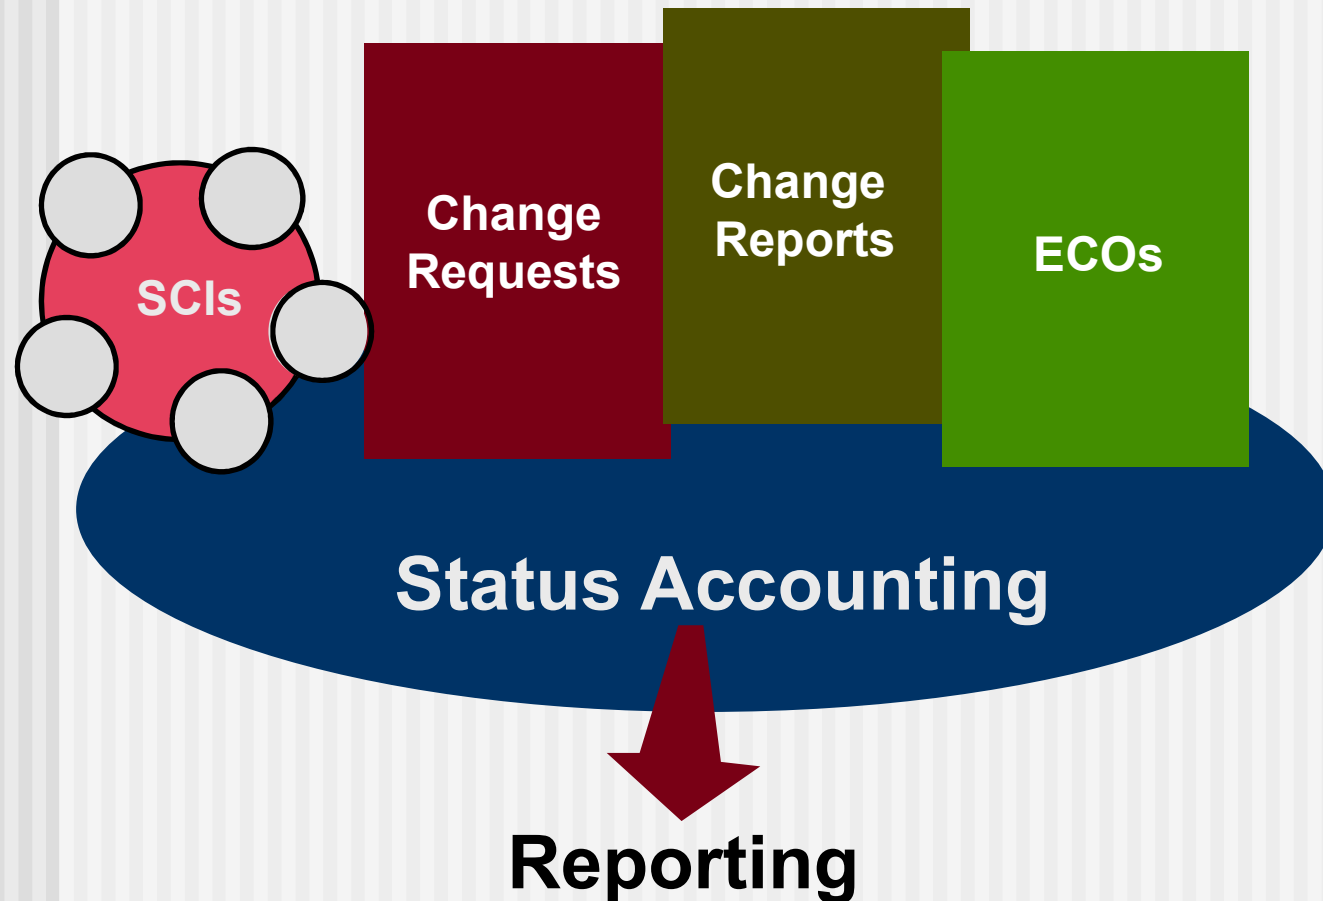 SCIs
Change
Requests
Change
Reports
ECOs
Status Accounting
Reporting